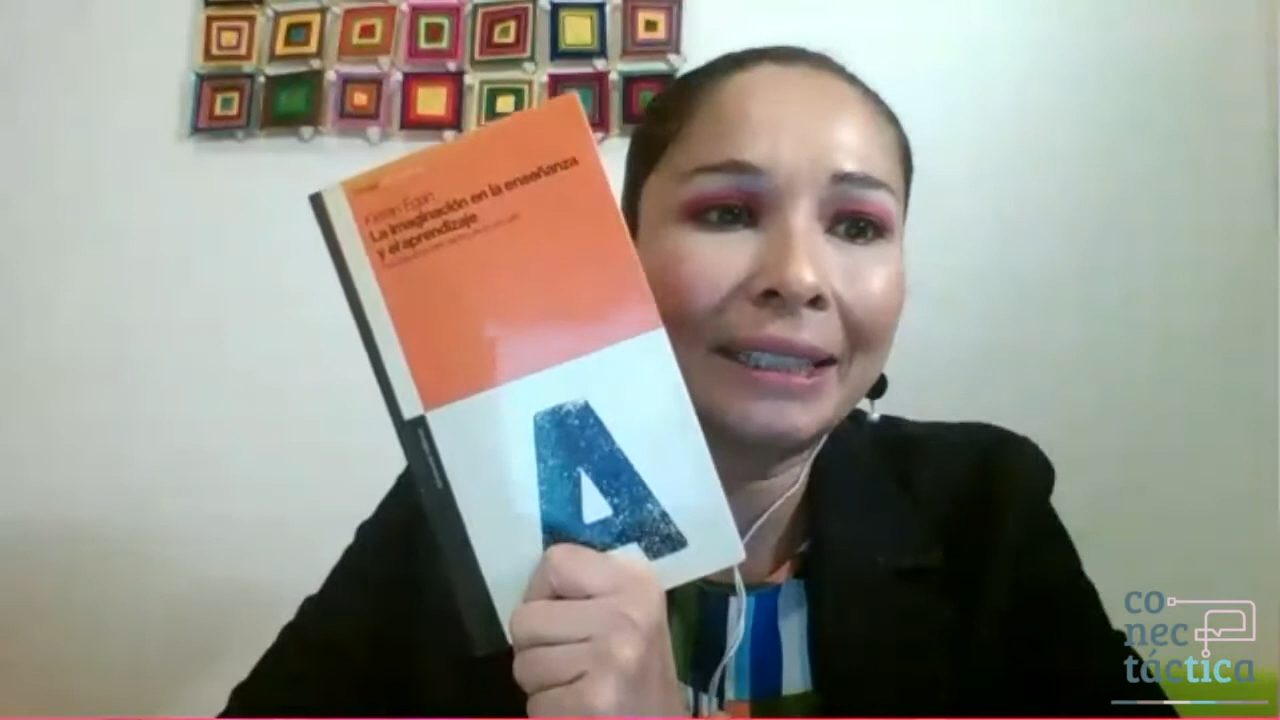 Kieran Egan
La imaginación en la enseñanza
y el aprendizaje
A
co
nec
táctica